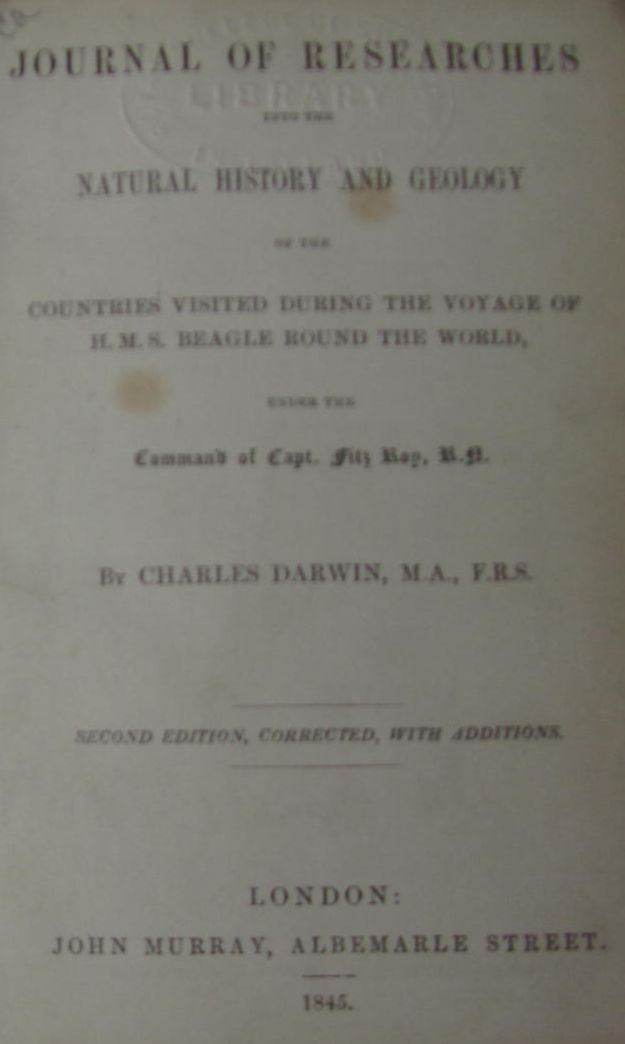 JOURNAL OF RESEARCHES
LIBRARY
INTO THE
NATURAL HISTORY AND GEOLOGY
OF THE
COUNTRIES VISITED DURING THE VOYAGE OF
H.M.S. BEAGLE ROUND THE WORLD,
UNDER THE
Command of Capt. Fitz Roy, R.N.
By CHARLES DARWIN, M.A., F.R.S.
SECOND EDITION, CORRECTED, WITH ADDITIONS.
LONDON:
JOHN MURRAY, ALBEMARLE STREET.
1845.